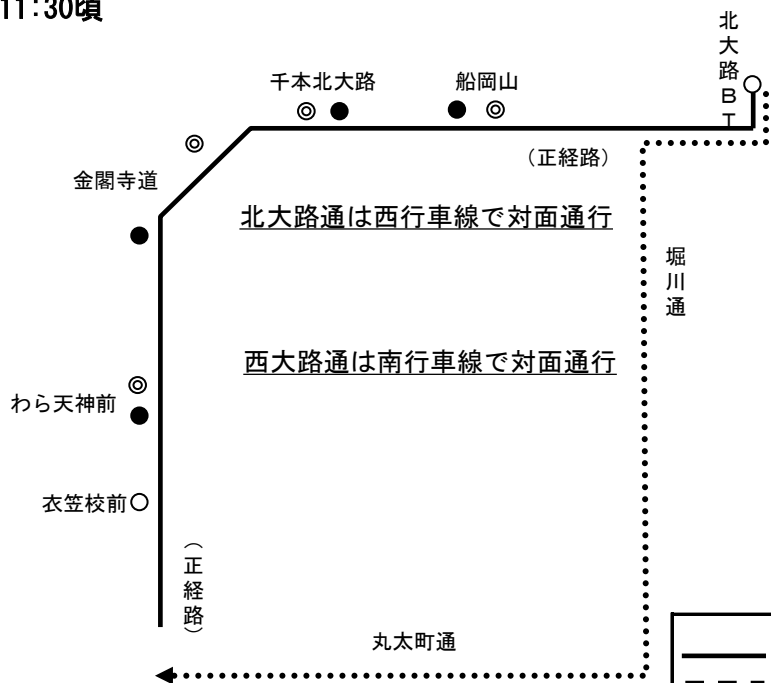 11:30頃
北大路BT
千本北大路
船岡山
(正経路)
金閣寺道
北大路通は西行車線で対面通行
堀川通
西大路通は南行車線で対面通行
わら天神前
衣笠校前
(正経路)
丸太町通